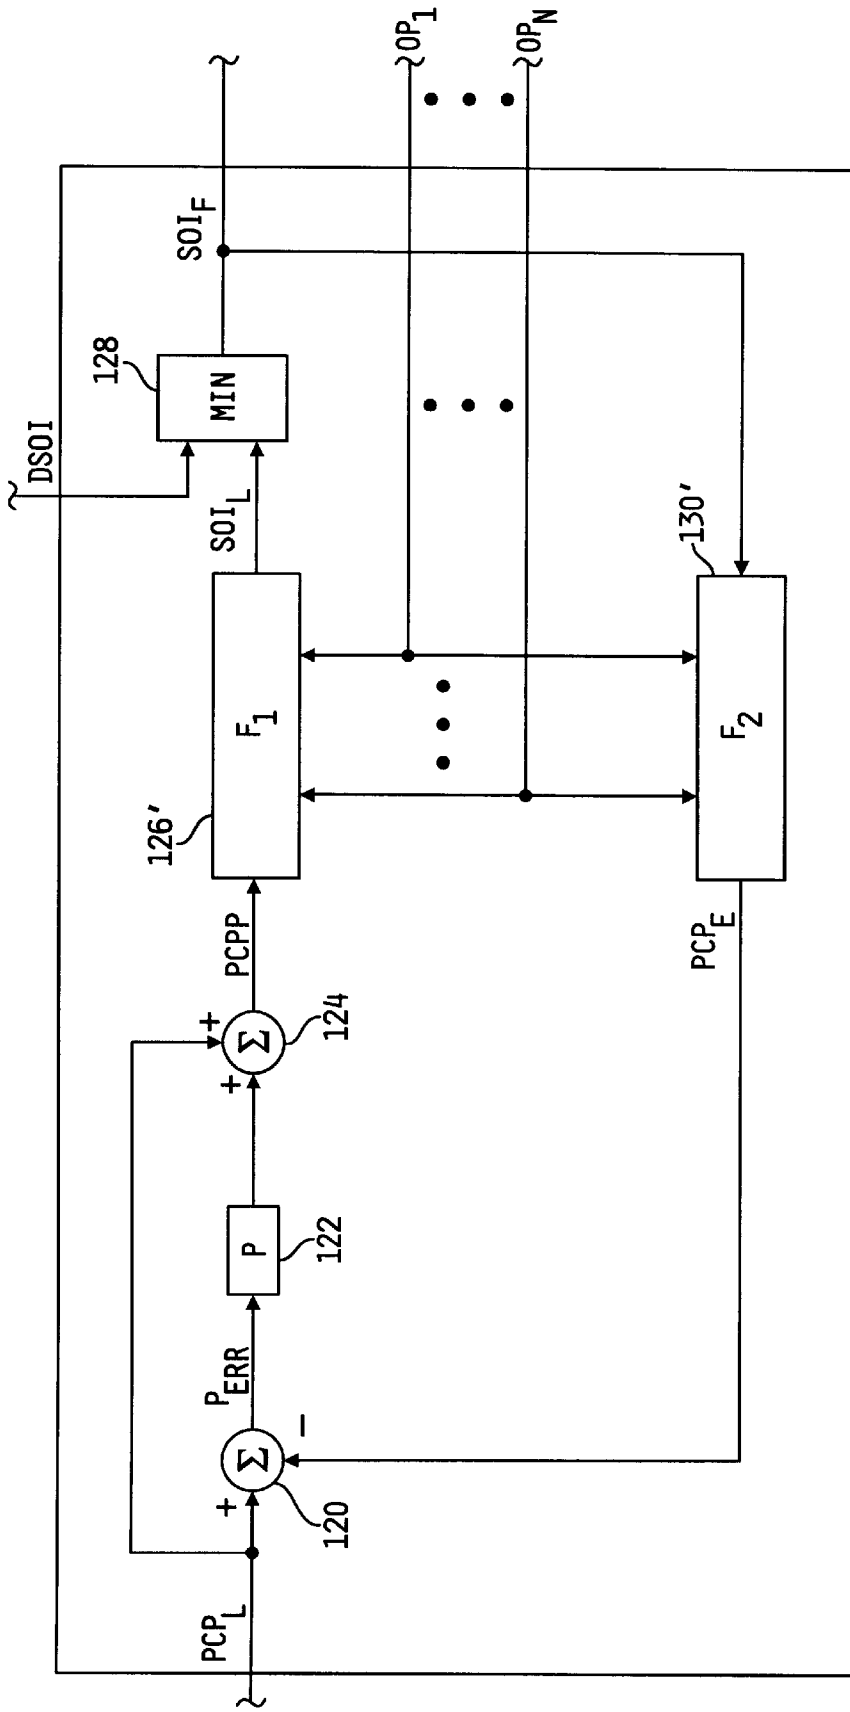 DSOI
128
MIN
SOI_F
SOI_L
OP_1
OP_N
126'
F_1
130'
F_2
PCPP
PCP_E
+
+
Σ
124
P
122
P_ERR
+
−
Σ
120
PCP_L